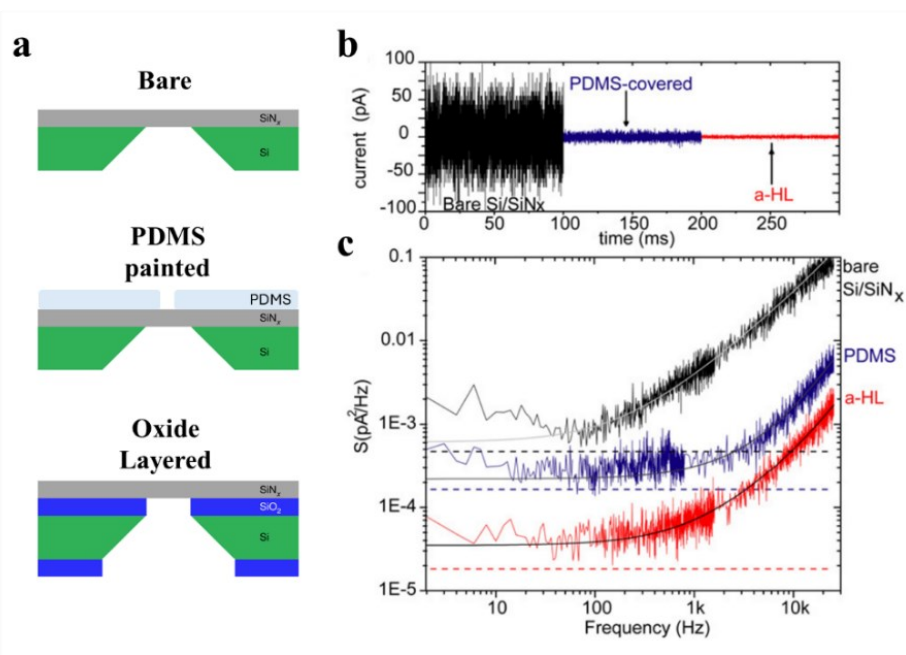 a
Bare
SiNx
Si
PDMS
painted
PDMS
SiNx
Si
Oxide
Layered
SiNx
SiO2
Si
b
100
50
0
-50
-100
current (pA)
PDMS-covered
Bare Si/SiNx
a-HL
0 50 100 150 200 250
time (ms)
c
0.1
0.01
1E-3
1E-4
1E-5
S(pA²/Hz)
bare
Si/SiNx
PDMS
a-HL
10 100 1k 10k
Frequency (Hz)